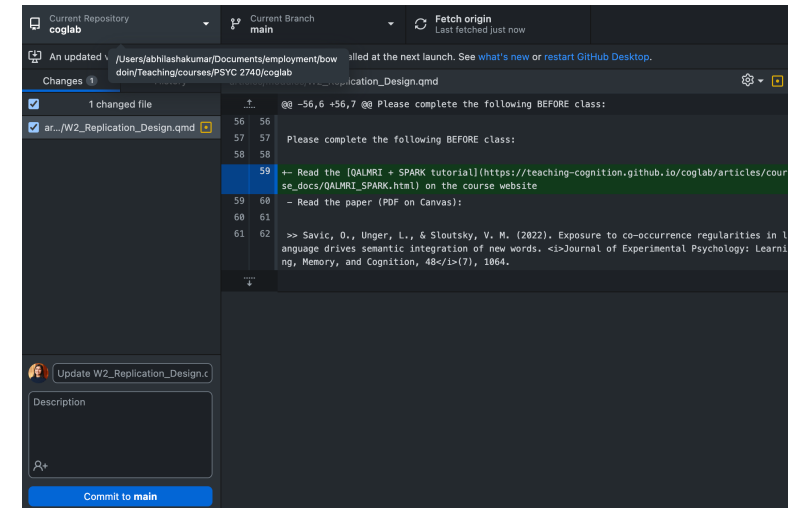 Current Repository
coglab
Current Branch
main
Fetch origin
Last fetched just now
An updated v
alled at the next launch. See what's new or restart GitHub Desktop.
/Users/abhilashakumar/Documents/employment/bow
doin/Teaching/courses/PSYC 2740/coglab
Changes 1
ication_Design.qmd
1 changed file
@@ -56,6 +56,7 @@ Please complete the following BEFORE class:
ar.../W2_Replication_Design.qmd
56 56
57 57 Please complete the following BEFORE class:
58 58
59 +- Read the [QALMRI + SPARK tutorial](https://teaching-cognition.github.io/coglab/articles/cour
se_docs/QALMRI_SPARK.html) on the course website
59 60 - Read the paper (PDF on Canvas):
60 61
61 62 >> Savic, O., Unger, L., & Sloutsky, V. M. (2022). Exposure to co-occurrence regularities in l
anguage drives semantic integration of new words. <i>Journal of Experimental Psychology: Learni
ng, Memory, and Cognition, 48</i>(7), 1064.
Update W2_Replication_Design.c
Description
Commit to main